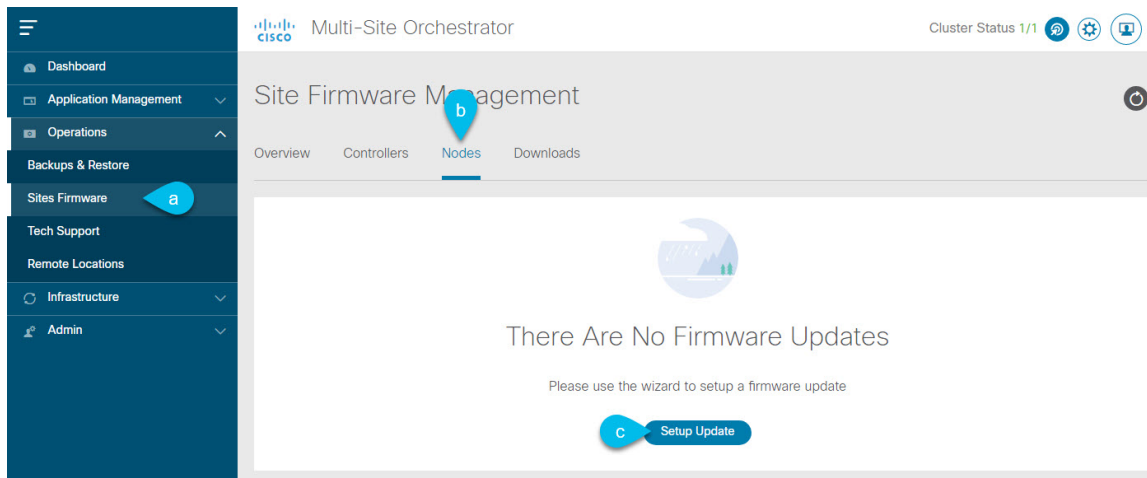 cisco Multi-Site Orchestrator
Cluster Status 1/1
Dashboard
Application Management
Operations
Backups & Restore
Sites Firmware
a
Tech Support
Remote Locations
Infrastructure
Admin
Site Firmware Management
b
Overview Controllers Nodes Downloads
There Are No Firmware Updates
Please use the wizard to setup a firmware update
c
Setup Update